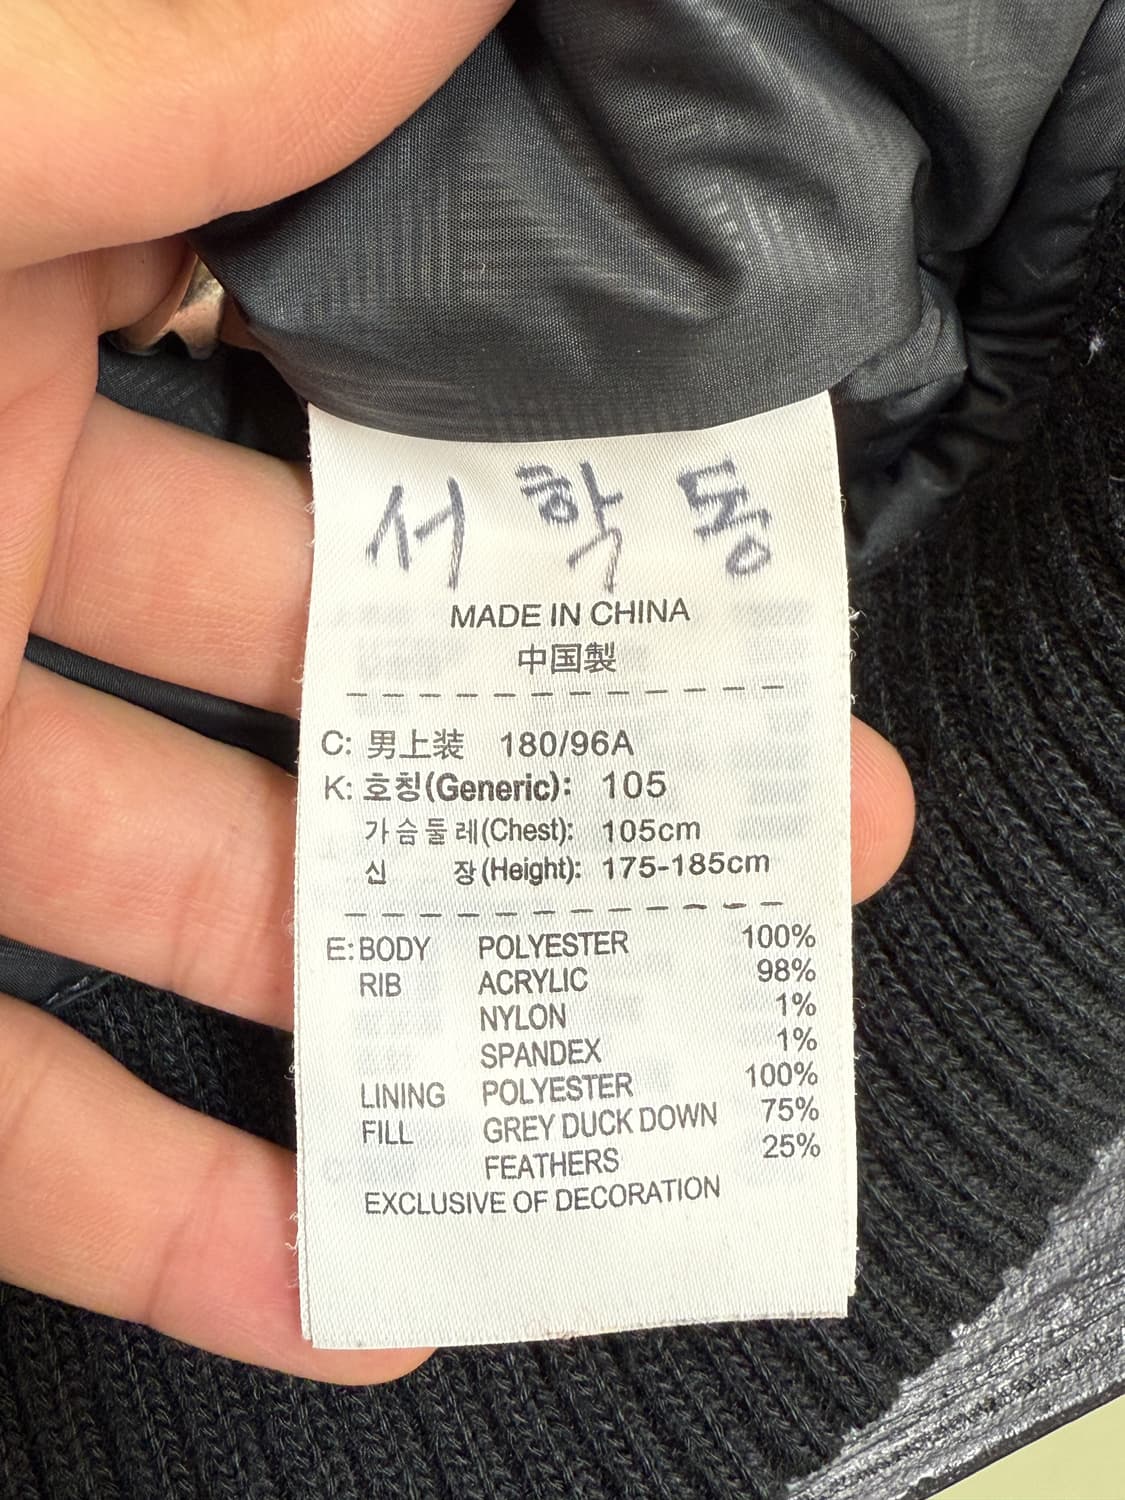 서학동
MADE IN CHINA
中国製
C: 男上装 180/96A
K: 호칭(Generic): 105
가슴둘레(Chest): 105cm
신 장(Height): 175-185cm
E: BODY POLYESTER 100%
RIB ACRYLIC 98%
NYLON 1%
SPANDEX 1%
LINING POLYESTER 100%
FILL GREY DUCK DOWN 75%
FEATHERS 25%
EXCLUSIVE OF DECORATION